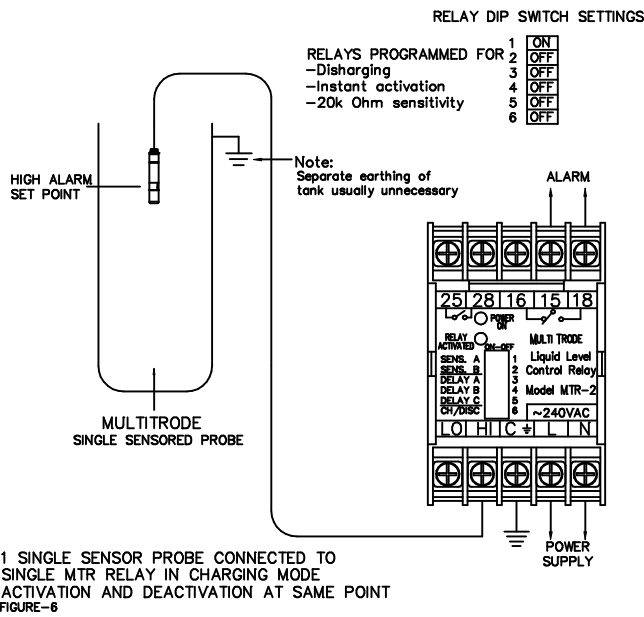 RELAY DIP SWITCH SETTINGS
RELAYS PROGRAMMED FOR
-Disharging
-Instant activation
-20k Ohm sensitivity
1 ON
2 OFF
3 OFF
4 OFF
5 OFF
6 OFF
HIGH ALARM
SET POINT
Note:
Separate earthing of
tank usually unnecessary
ALARM
25 28 16 15 18
POWER
ON
RELAY
ACTIVATED
ON-OFF
MULTI TRODE
Liquid Level
Control Relay
Model MTR-2
SENS. A 1
SENS. B 2
DELAY A 3
DELAY B 4
DELAY C 5
CH/DISC 6
~240VAC
LO HI C L N
MULTITRODE
SINGLE SENSORED PROBE
POWER
SUPPLY
1 SINGLE SENSOR PROBE CONNECTED TO
SINGLE MTR RELAY IN CHARGING MODE
ACTIVATION AND DEACTIVATION AT SAME POINT
FIGURE-6